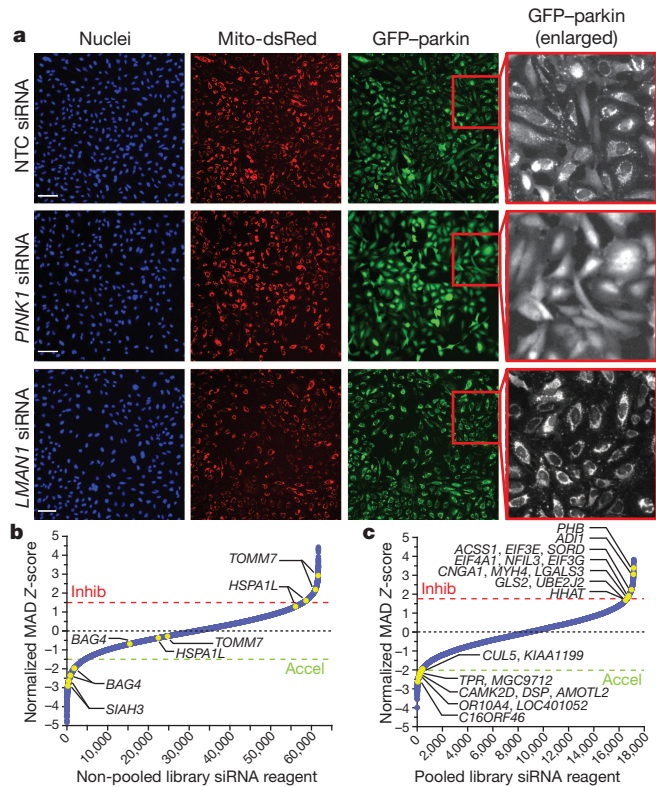 a
Nuclei
Mito-dsRed
GFP–parkin
GFP–parkin
(enlarged)
NTC siRNA
PINK1 siRNA
LMAN1 siRNA
b
Normalized MAD Z-score
5
4
3
2
1
0
−1
−2
−3
−4
−5
Inhib
Accel
TOMM7
HSPA1L
BAG4
TOMM7
HSPA1L
BAG4
SIAH3
0
10,000
20,000
30,000
40,000
50,000
60,000
Non-pooled library siRNA reagent
c
Normalized MAD Z-score
5
4
3
2
1
0
−1
−2
−3
−4
−5
PHB
ADI1
ACSS1, EIF3E, SORD
EIF4A1, NFIL3, EIF3G
CNGA1, MYH4, LGALS3
GLS2, UBE2J2
HHAT
Inhib
CUL5, KIAA1199
Accel
TPR, MGC9712
CAMK2D, DSP, AMOTL2
OR10A4, LOC401052
C16ORF46
0
2,000
4,000
6,000
8,000
10,000
12,000
14,000
16,000
18,000
Pooled library siRNA reagent